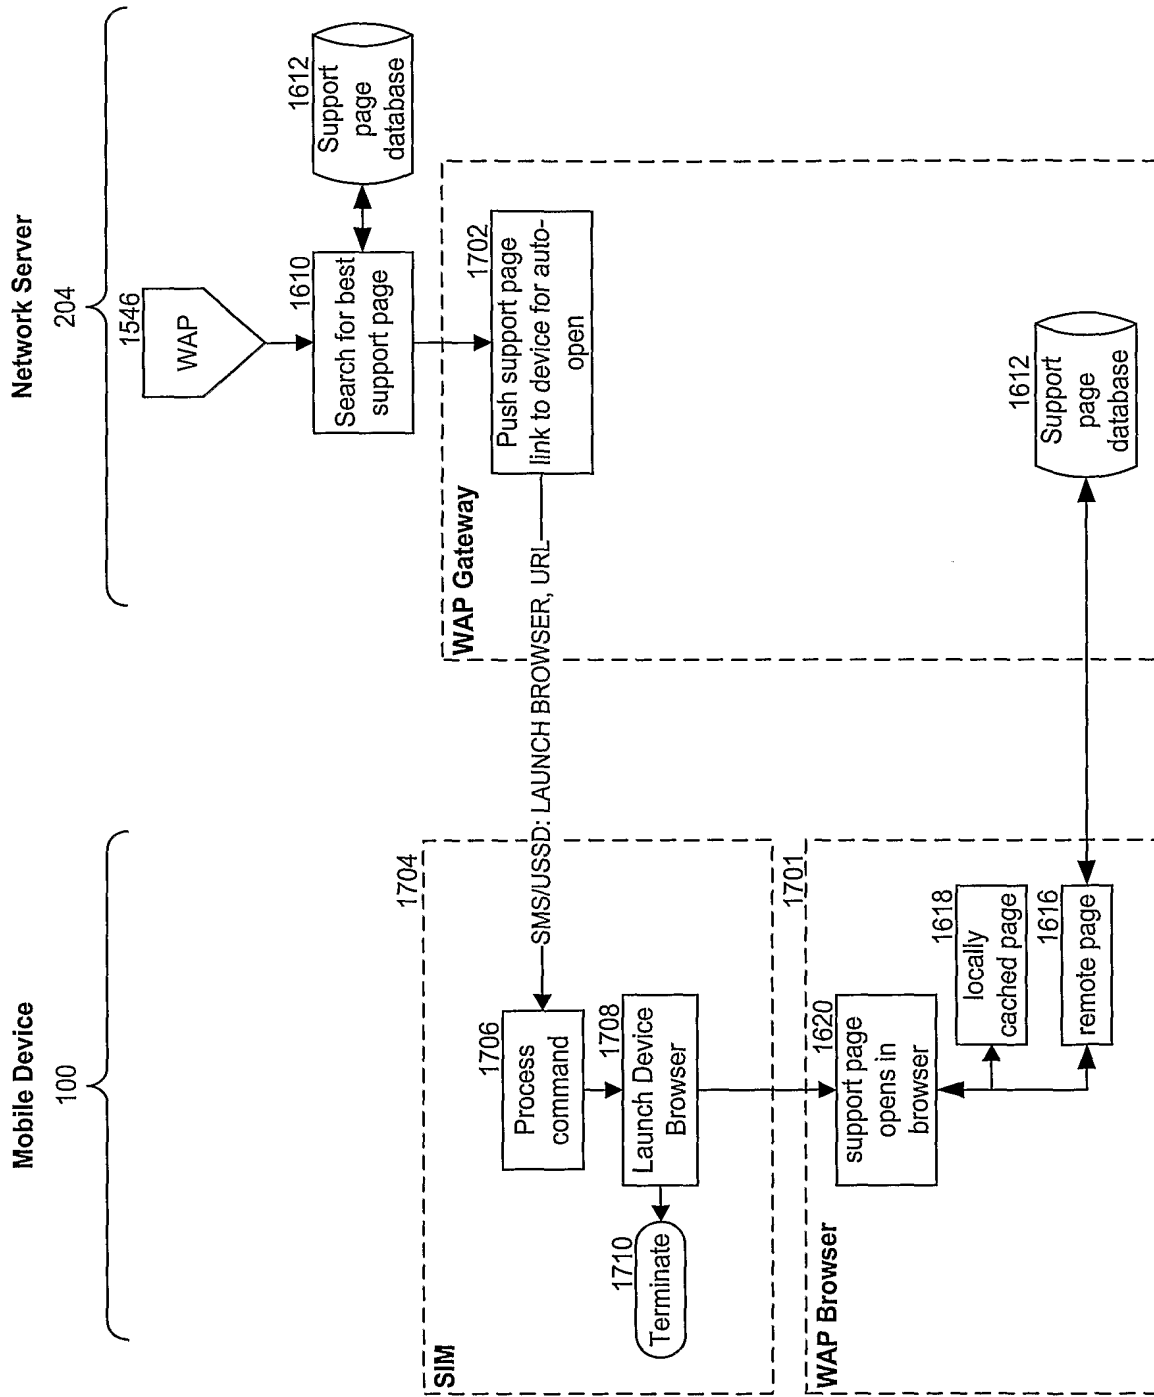 Mobile Device
100
Network Server
204
1546
WAP
1610
Search for best
support page
1612
Support
page
database
WAP Gateway
1702
Push support page
link to device for auto-
open
SMS/USSD: LAUNCH BROWSER, URL
SIM
1704
1706
Process
command
1708
Launch Device
Browser
1710
Terminate
WAP Browser
1701
1620
support page
opens in
browser
1618
locally
cached page
1616
remote page
1612
Support
page
database